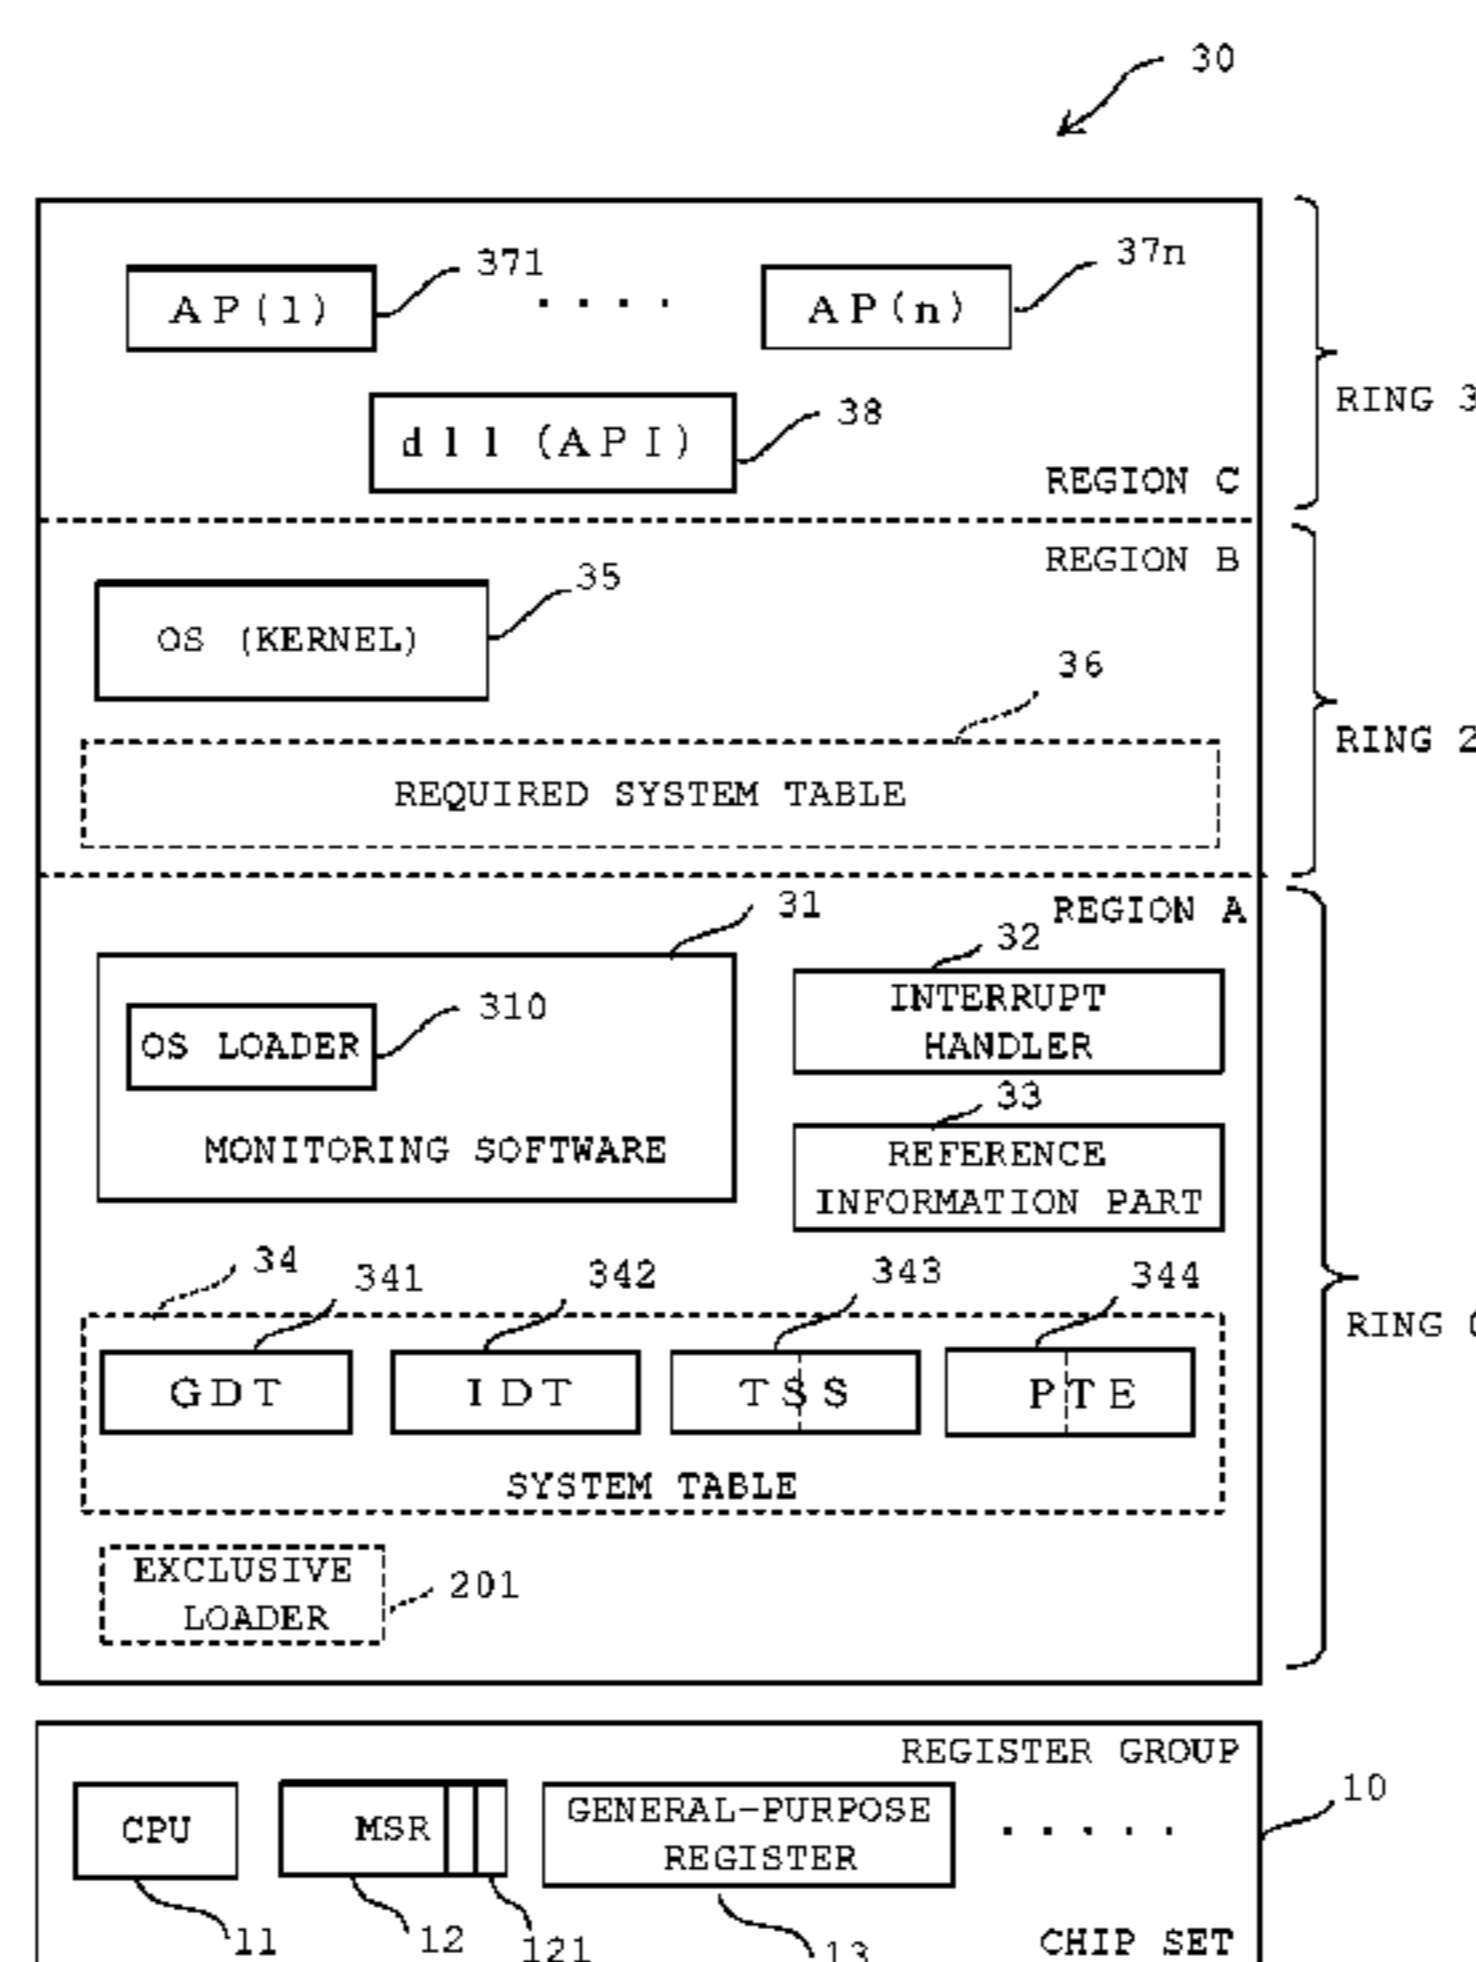 30
371
37n
AP(1)
. . . .
AP(n)
38
RING 3
dll (API)
REGION C
REGION B
35
OS (KERNEL)
36
RING 2
REQUIRED SYSTEM TABLE
31
REGION A
32
310
INTERRUPT
HANDLER
OS LOADER
33
MONITORING SOFTWARE
REFERENCE
INFORMATION PART
34
341
342
343
344
RING
GDT
IDT
TSS
PTE
SYSTEM TABLE
EXCLUSIVE
LOADER
201
REGISTER GROUP
10
CPU
MSR
GENERAL-PURPOSE
REGISTER
. . . . .
11
12
121
13
CHIP SET